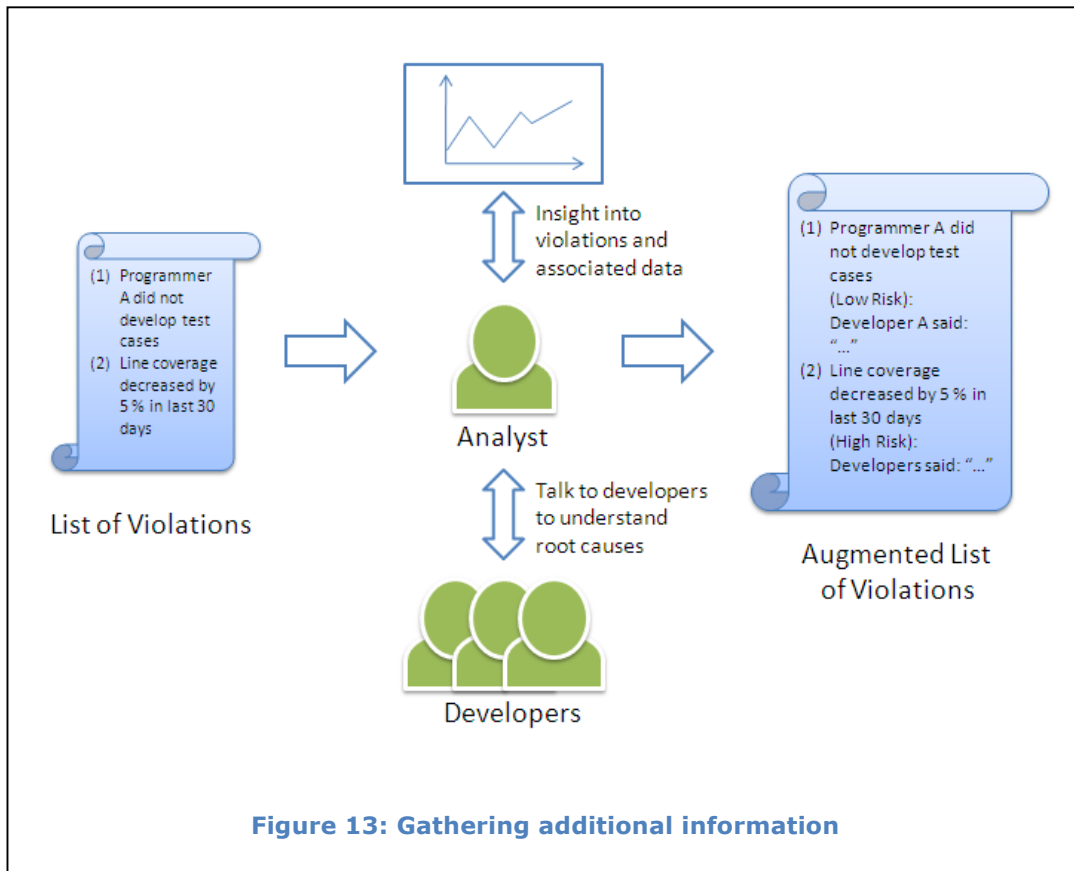 Insight into
violations and
associated data
(1) Programmer
A did not
develop test
cases
(2) Line coverage
decreased by
5 % in last 30
days
List of Violations
Analyst
Talk to developers
to understand
root causes
Developers
(1) Programmer A did
not develop test
cases
(Low Risk):
Developer A said:
“...”
(2) Line coverage
decreased by 5 % in
last 30 days
(High Risk):
Developers said: “...”
Augmented List
of Violations
Figure 13: Gathering additional information